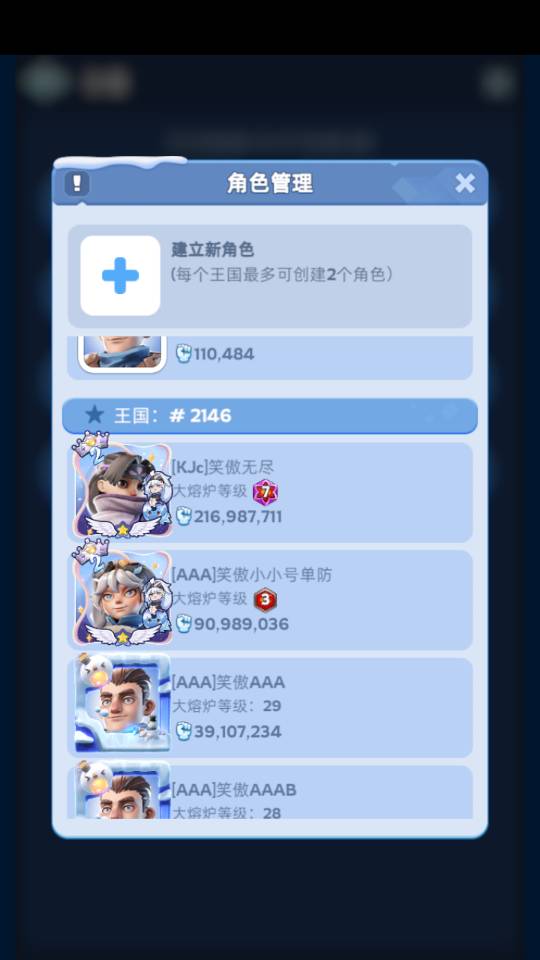 角色管理
建立新角色
(每个王国最多可创建2个角色)
110,484
王国: # 2146
2
[KJc]笑傲无尽
大熔炉等级 7
216,987,711
2
[AAA]笑傲小小号单防
大熔炉等级 3
90,989,036
[AAA]笑傲AAA
大熔炉等级: 29
39,107,234
[AAA]笑傲AAAB
大熔炉等级: 28